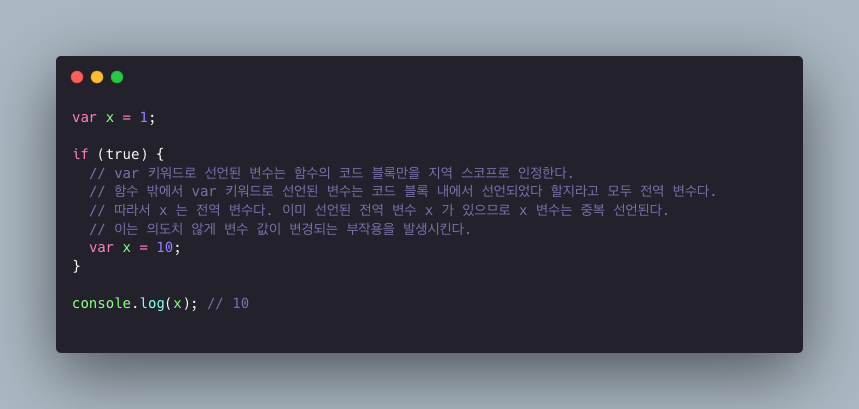 var x = 1;
if (true) {
// var 키워드로 선언된 변수는 함수의 코드 블록만을 지역 스코프로 인정한다.
// 함수 밖에서 var 키워드로 선언된 변수는 코드 블록 내에서 선언되었다 할지라고 모두 전역 변수다.
// 따라서 x 는 전역 변수다. 이미 선언된 전역 변수 x 가 있으므로 x 변수는 중복 선언된다.
// 이는 의도치 않게 변수 값이 변경되는 부작용을 발생시킨다.
var x = 10;
}
console.log(x); // 10